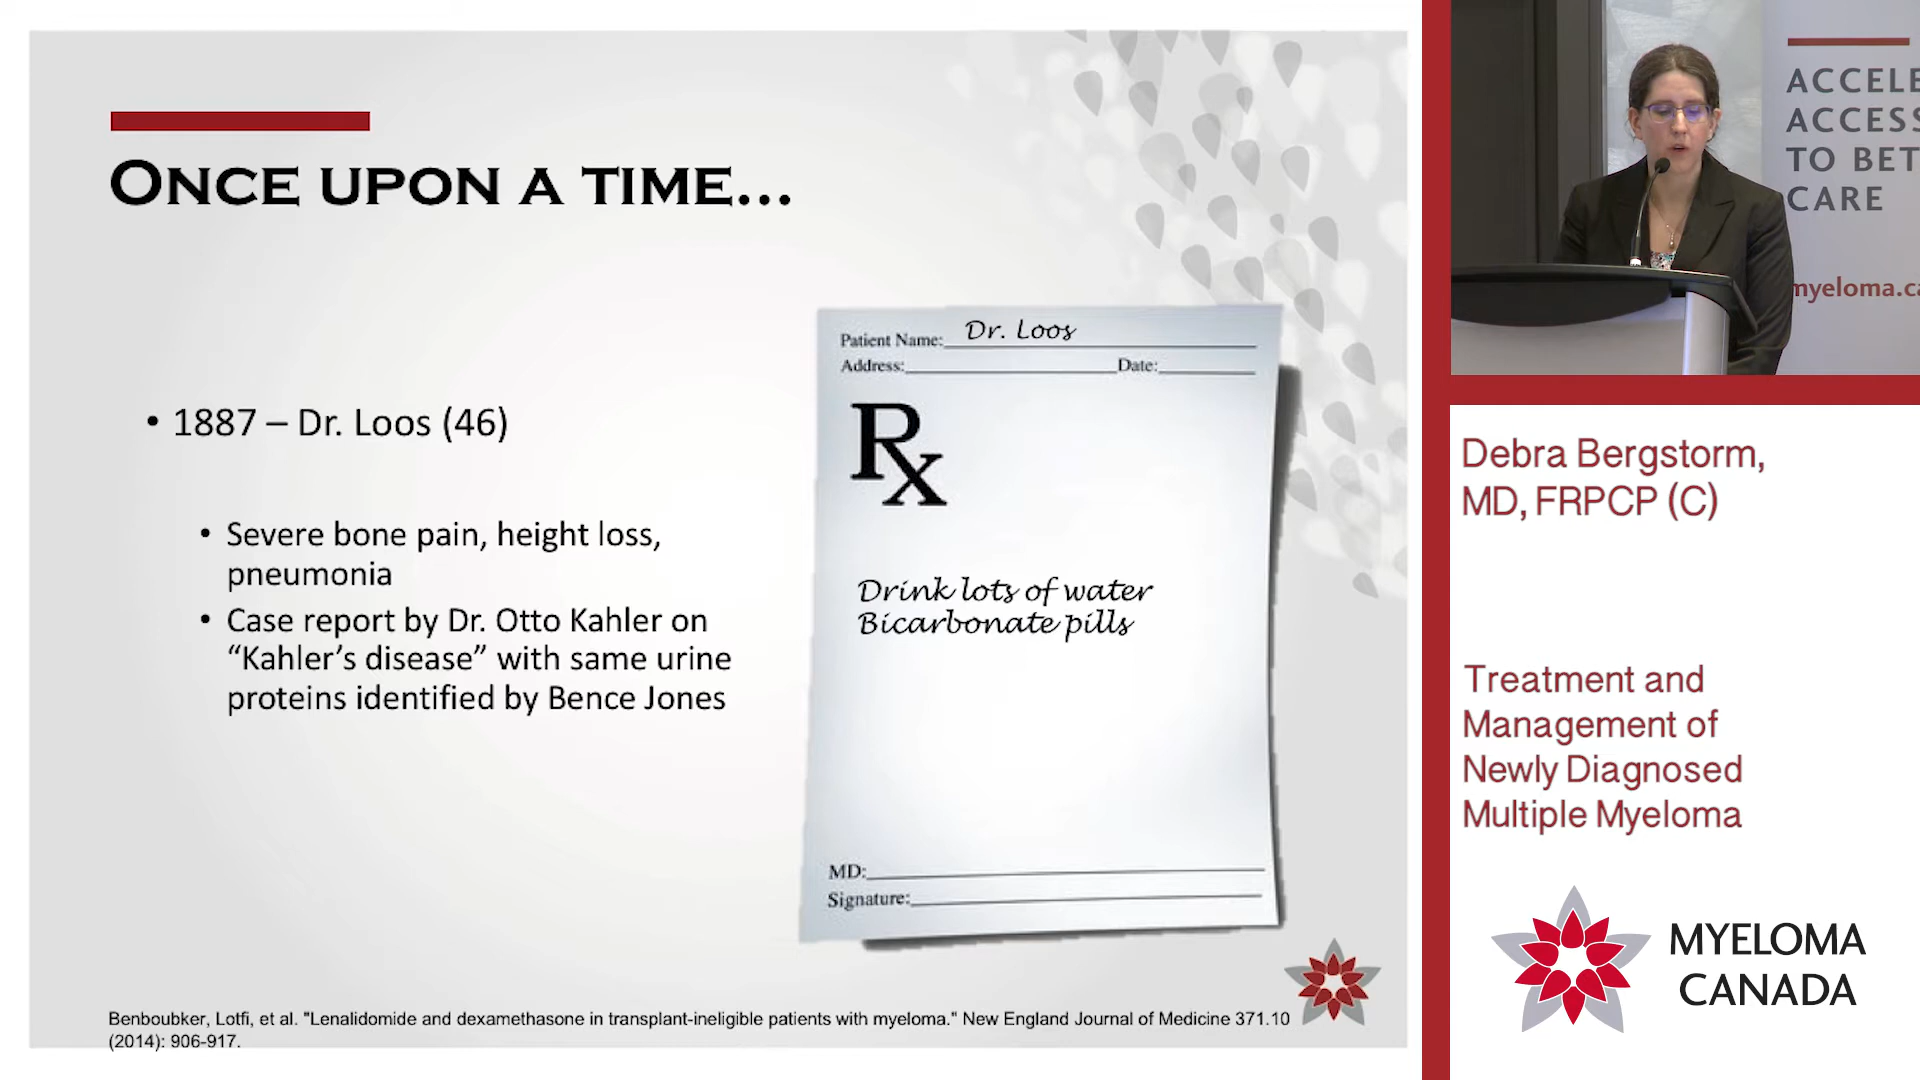 ONCE UPON A TIME...
• 1887 – Dr. Loos (46)
• Severe bone pain, height loss,
pneumonia
• Case report by Dr. Otto Kahler on
“Kahler’s disease” with same urine
proteins identified by Bence Jones
Patient Name: Dr. Loos
Address: Date:
Rx
Drink lots of water
Bicarbonate pills
MD:
Signature:
Benboubker, Lotfi, et al. "Lenalidomide and dexamethasone in transplant-ineligible patients with myeloma." New England Journal of Medicine 371.10
(2014): 906-917.
ACCELE
ACCESS
TO BET
CARE
myeloma.ca
Debra Bergstorm,
MD, FRPCP (C)
Treatment and
Management of
Newly Diagnosed
Multiple Myeloma
MYELOMA
CANADA